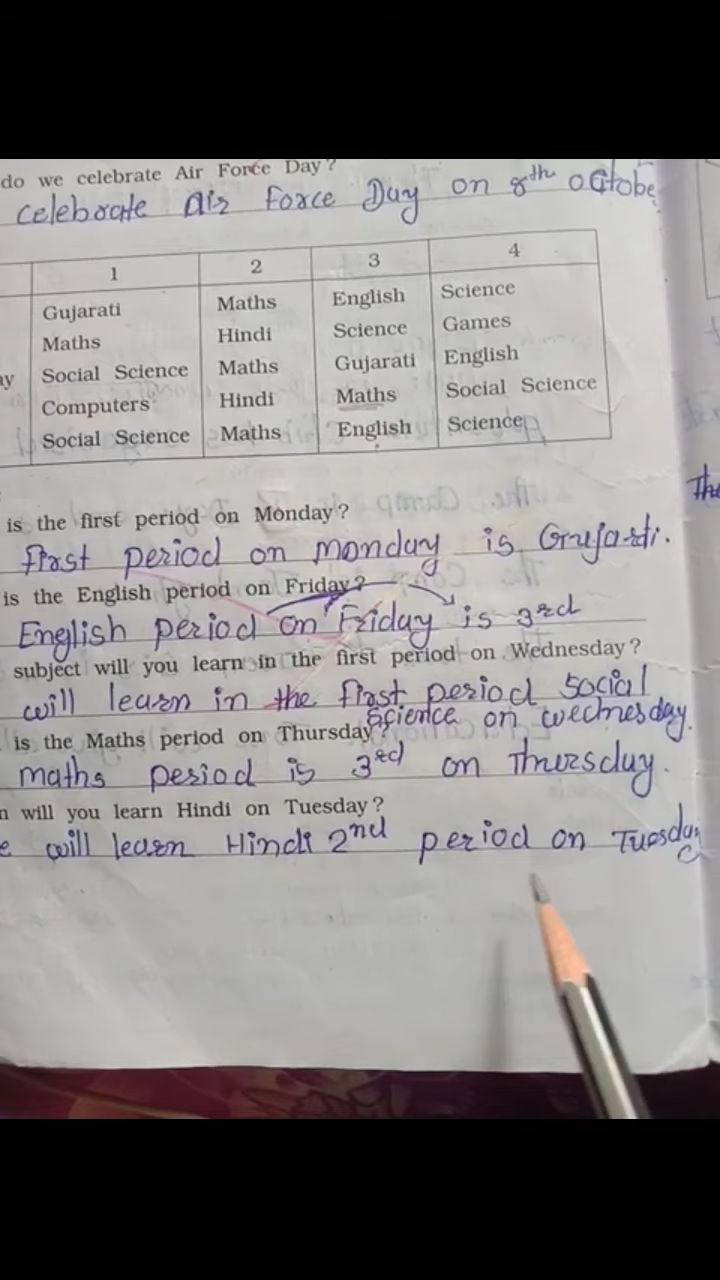 do we celebrate Air Force Day?
celebrate air force Day on 8th octobe
1 2 3 4
Gujarati Maths English Science
Maths Hindi Science Games
ay Social Science Maths Gujarati English
Computers Hindi Maths Social Science
Social Science Maths English Science
is the first period on Monday?
The
first period on monday is Gujarti.
is the English period on Friday?
English period on Friday is 3rd
subject will you learn in the first period on Wednesday?
will learn in the first period social
science on wednesday.
is the Maths period on Thursday?
maths period is 3rd on thursday.
n will you learn Hindi on Tuesday?
e will learn Hindi 2nd period on Tuesday